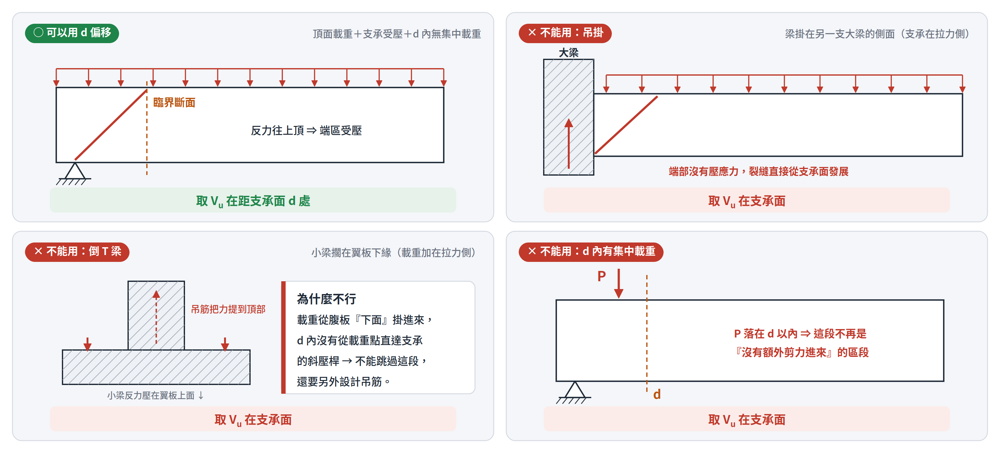 〇 可以用 d 偏移
頂面載重＋支承受壓＋d 內無集中載重
臨界斷面
反力往上頂 ⇒ 端區受壓
取 Vu 在距支承面 d 處
× 不能用：吊掛
梁掛在另一支大梁的側面（支承在拉力側）
大梁
端部沒有壓應力，裂縫直接從支承面發展
取 Vu 在支承面
× 不能用：倒 T 梁
小梁擱在翼板下緣（載重加在拉力側）
吊筋把力提到頂部
為什麼不行
載重從腹板『下面』掛進來，
d 內沒有從載重點直達支承
的斜壓桿 → 不能跳過這段，
還要另外設計吊筋。
小梁反力壓在翼板上面 ↓
取 Vu 在支承面
× 不能用：d 內有集中載重
P
P 落在 d 以內 ⇒ 這段不再是
『沒有額外剪力進來』的區段
d
取 Vu 在支承面